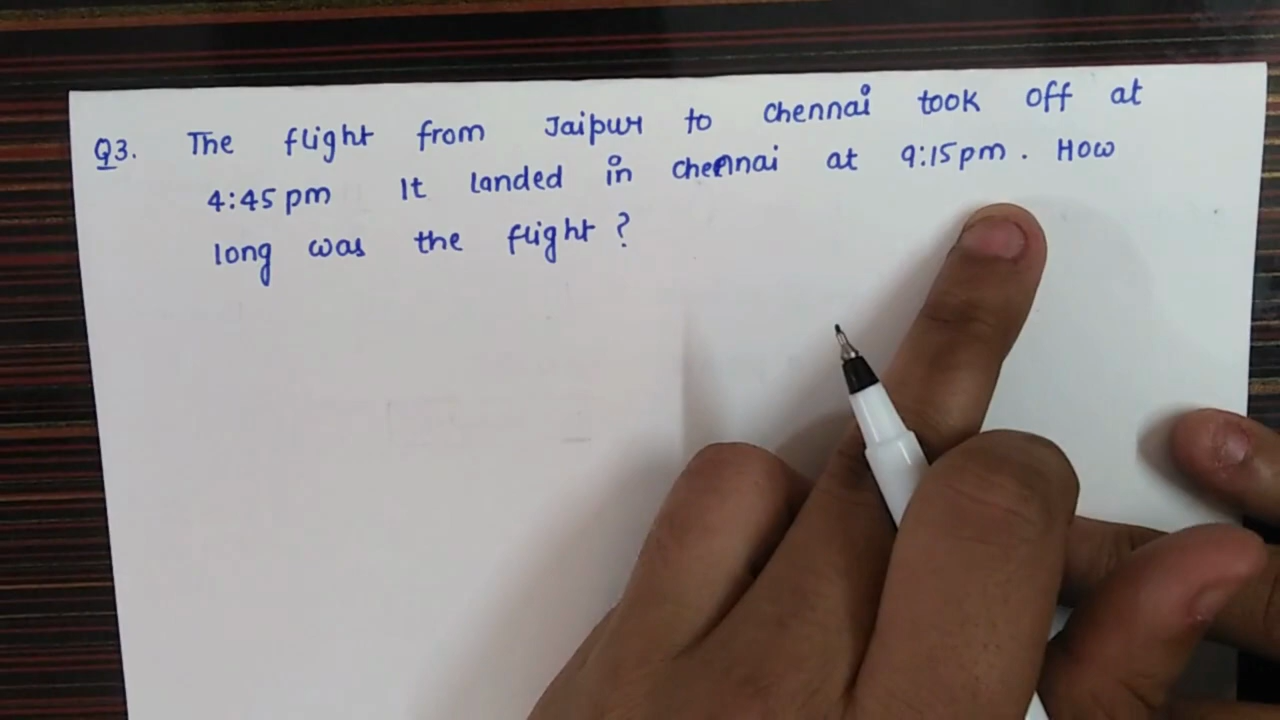 Q3. The flight from Jaipur to Chennai took off at
4:45 pm It landed in Chennai at 9:15 pm. How
long was the flight?